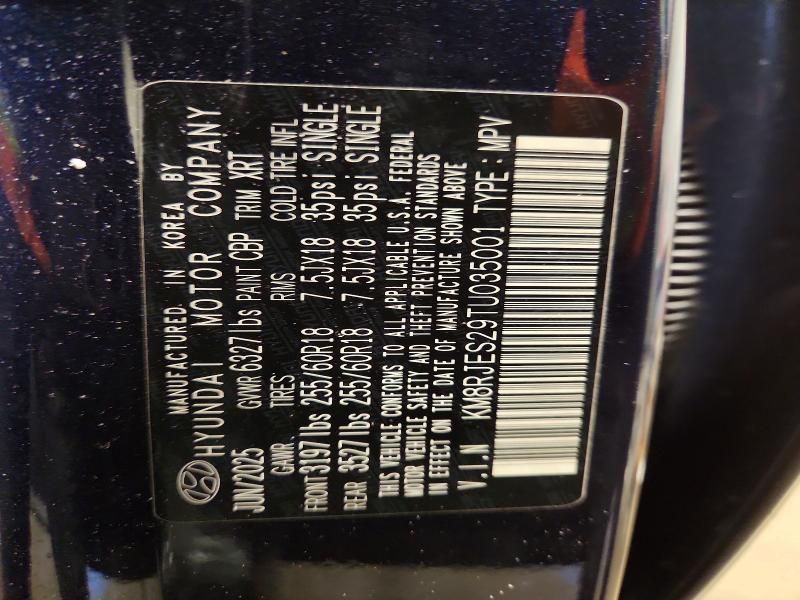 MANUFACTURED IN KOREA BY
HYUNDAI MOTOR COMPANY
JUN/2025 GVWR 6327lbs PAINT CBP TRIM XRT
GAWR TIRES RIMS COLD TIRE INFL
FRONT 3197lbs 255/60R18 7.5JX18 35psi SINGLE
REAR 3527lbs 255/60R18 7.5JX18 35psi SINGLE
THIS VEHICLE CONFORMS TO ALL APPLICABLE U.S.A. FEDERAL
MOTOR VEHICLE SAFETY AND THEFT PREVENTION STANDARDS
IN EFFECT ON THE DATE OF MANUFACTURE SHOWN ABOVE
V.I.N KM8RJES29TU035001 TYPE : MPV